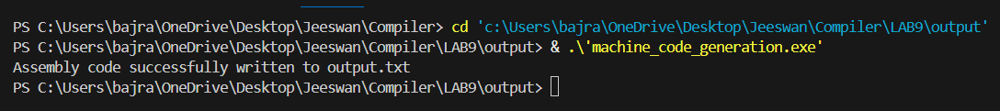 PS C:\Users\bajra\OneDrive\Desktop\Jeeswan\Compiler> cd 'c:\Users\bajra\OneDrive\Desktop\Jeeswan\Compiler\LAB9\output'
PS C:\Users\bajra\OneDrive\Desktop\Jeeswan\Compiler\LAB9\output> & .\'machine_code_generation.exe'
Assembly code successfully written to output.txt
PS C:\Users\bajra\OneDrive\Desktop\Jeeswan\Compiler\LAB9\output>